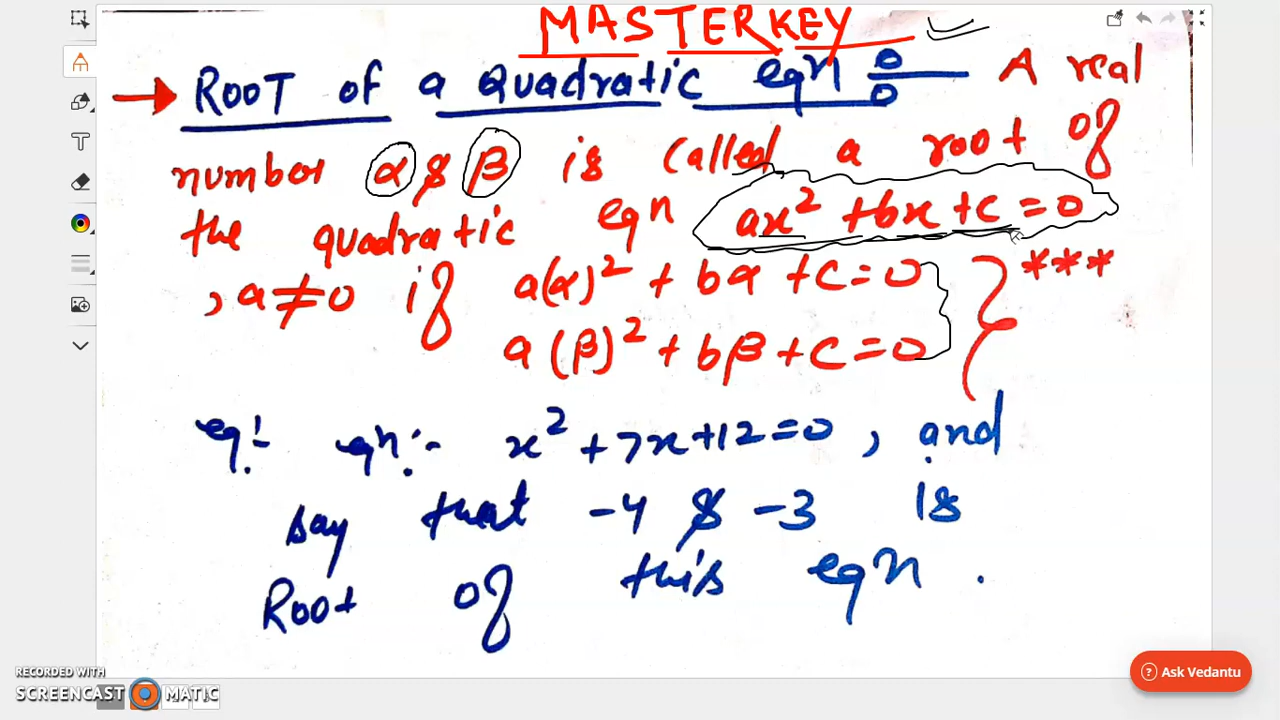 MASTERKEY
→ ROOT of a quadratic eqn : A real
number α & β is called a root of
the quadratic eqn ax² + bx + c = 0
, a ≠ 0 if a(α)² + bα + c = 0 } ***
a(β)² + bβ + c = 0
eg:- eqn:- x² + 7x + 12 = 0, and
say that -4 & -3 is
Root of this eqn.
? Ask Vedantu
RECORDED WITH
SCREENCAST MATIC